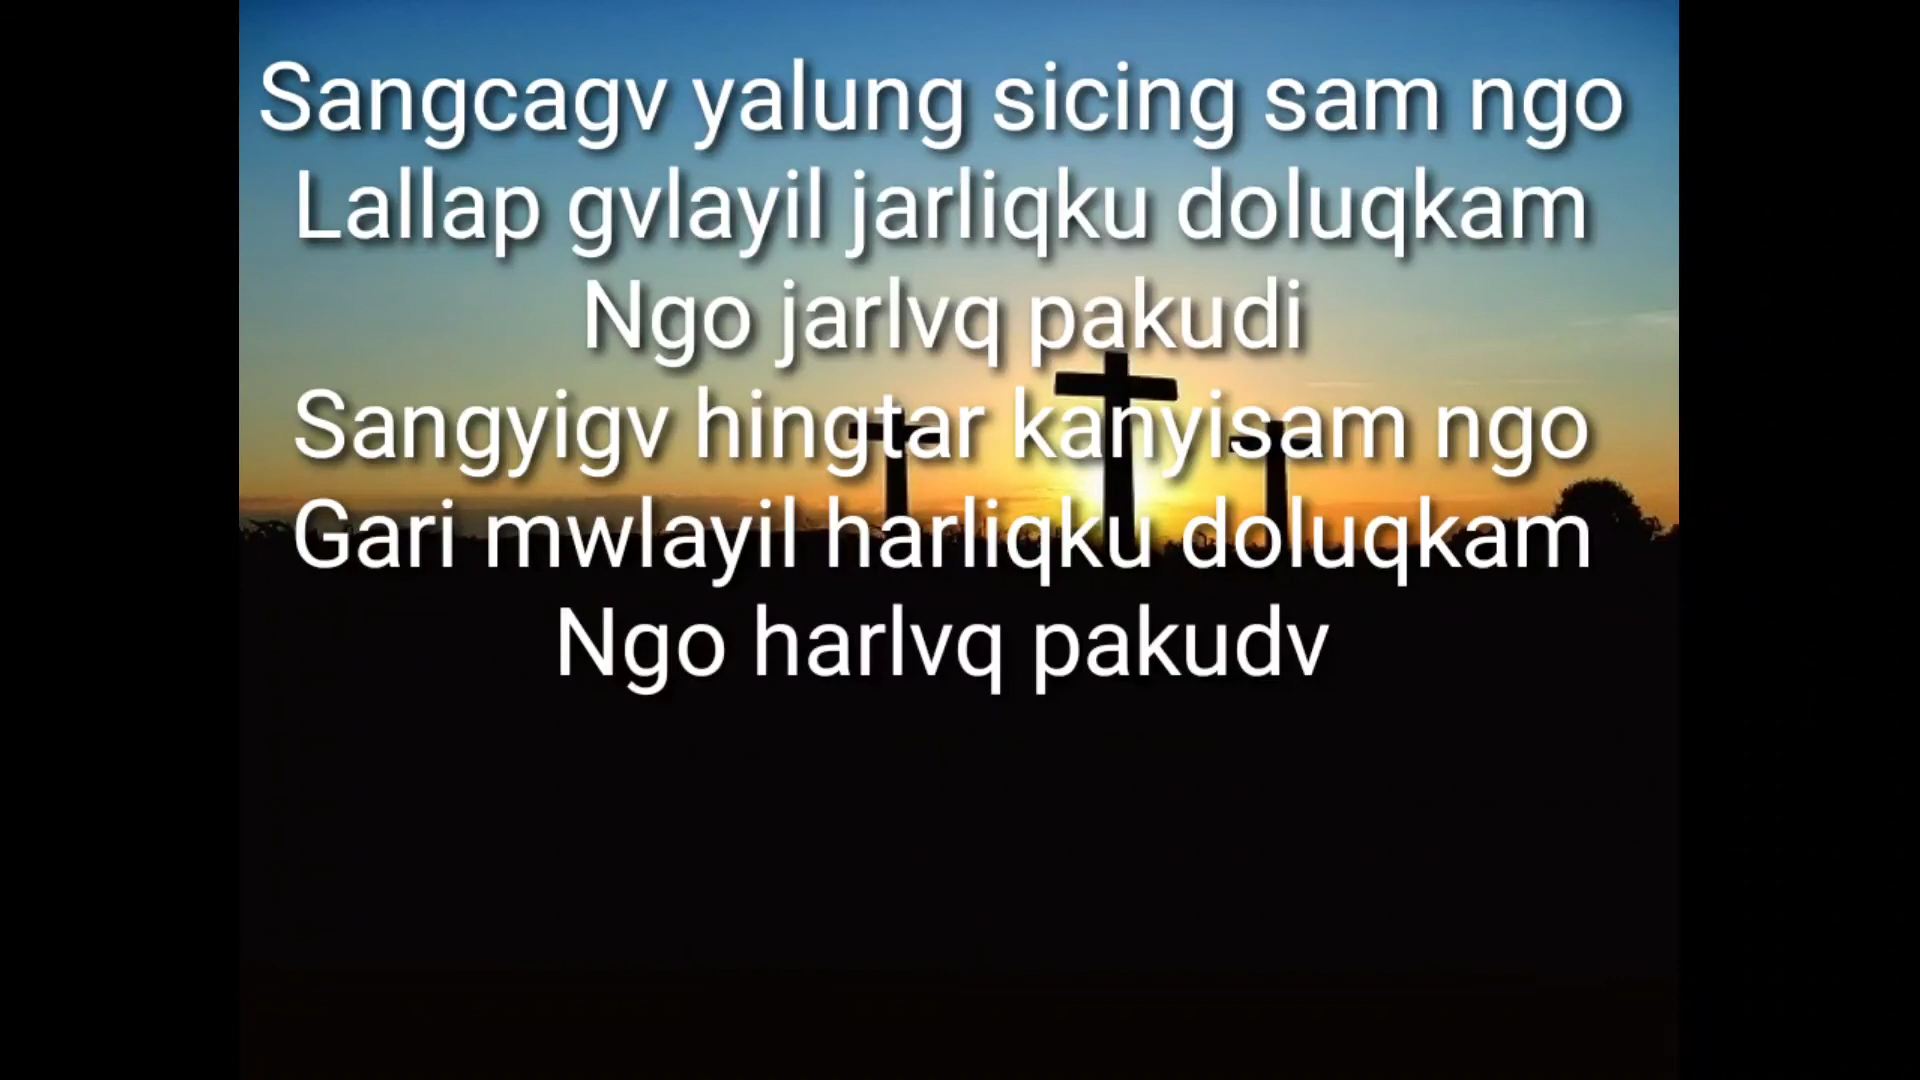 Sangcagv yalung sicing sam ngo
Lallap gvlayil jarliqku doluqkam
Ngo jarlvq pakudi
Sangyigv hingtar kanyisam ngo
Gari mwlayil harliqku doluqkam
Ngo harlvq pakudv